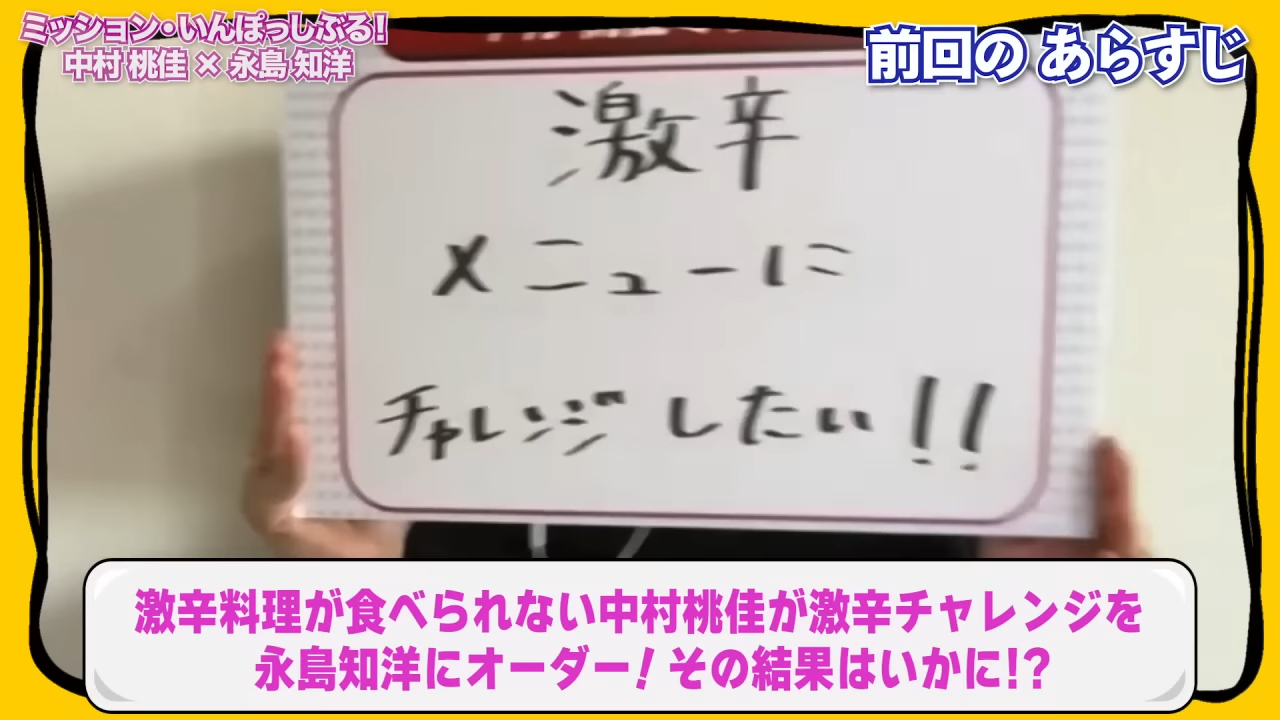 ミッション・いんぽっしぶる!
中村 桃佳 × 永島 知洋
前回の あらすじ
激辛
メニューに
チャレンジしたい!!
激辛料理が食べられない中村桃佳が激辛チャレンジを
永島知洋にオーダー!その結果はいかに!?